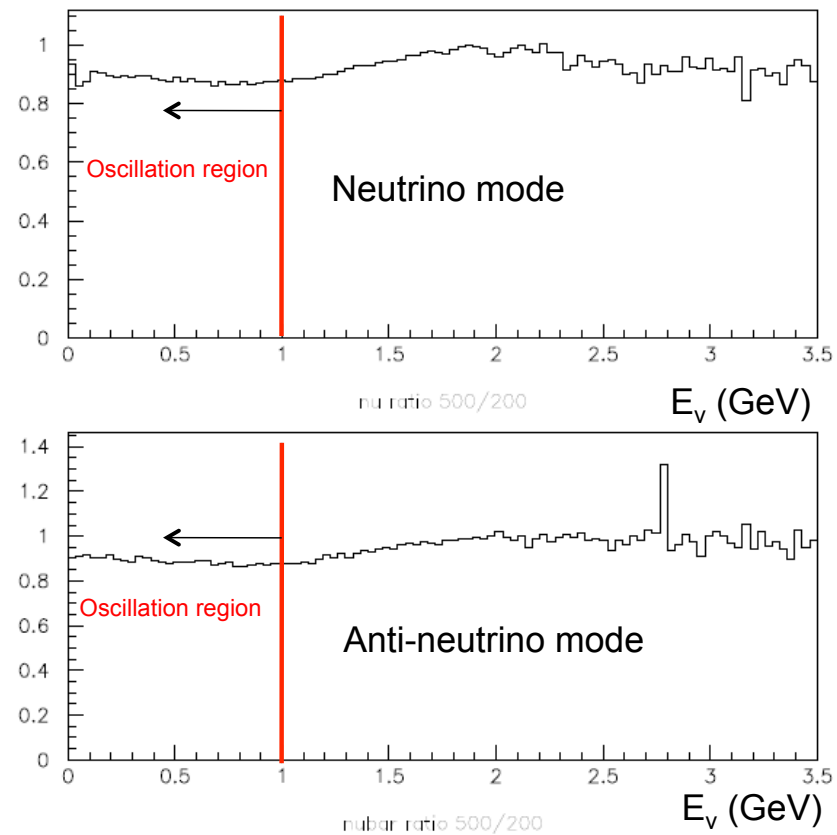 1
0.8
0.6
0.4
0.2
0
Oscillation region
Neutrino mode
0 0.5 1 1.5 2 2.5 3 3.5
nu ratio 500/200
E_ν (GeV)
1.4
1.2
1
0.8
0.6
0.4
0.2
0
Oscillation region
Anti-neutrino mode
0 0.5 1 1.5 2 2.5 3 3.5
nubar ratio 500/200
E_ν (GeV)